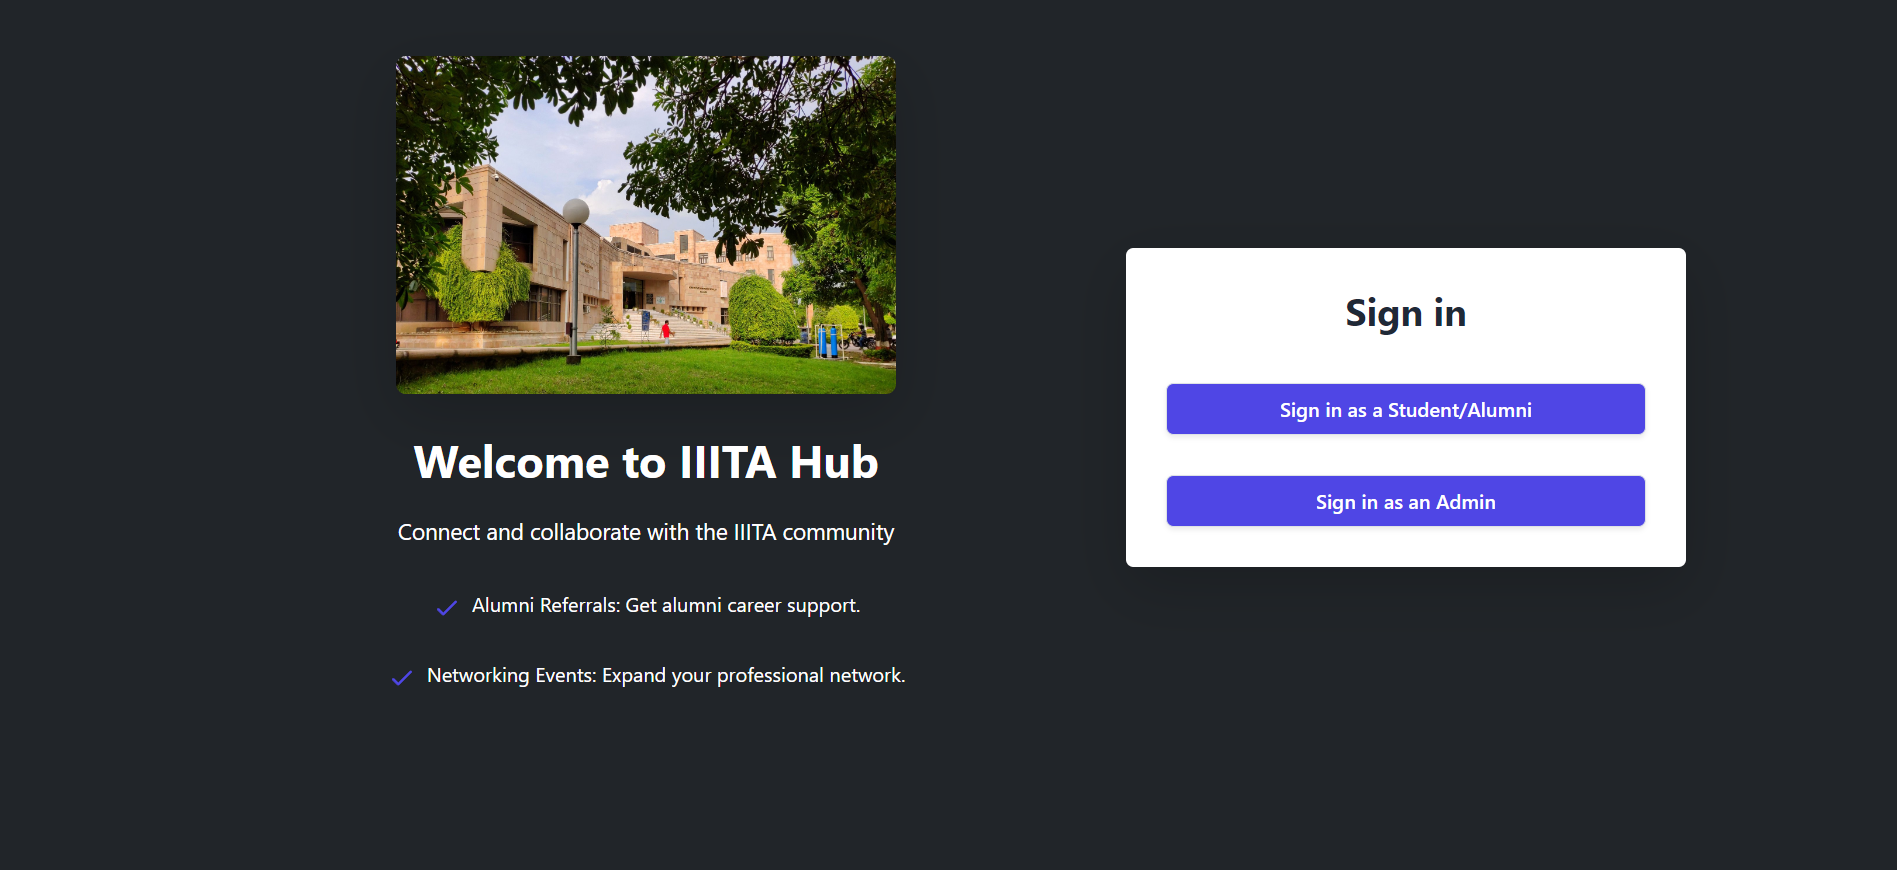 Welcome to IIITA Hub
Connect and collaborate with the IIITA community
Alumni Referrals: Get alumni career support.
Networking Events: Expand your professional network.
Sign in
Sign in as a Student/Alumni
Sign in as an Admin